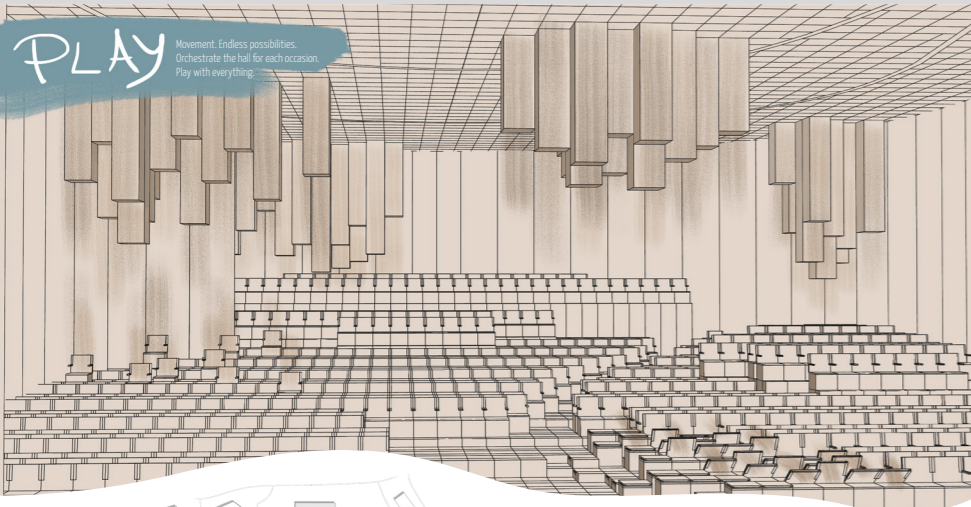 PLAY
Movement. Endless possibilities.
Orchestrate the hall for each occasion.
Play with everything.